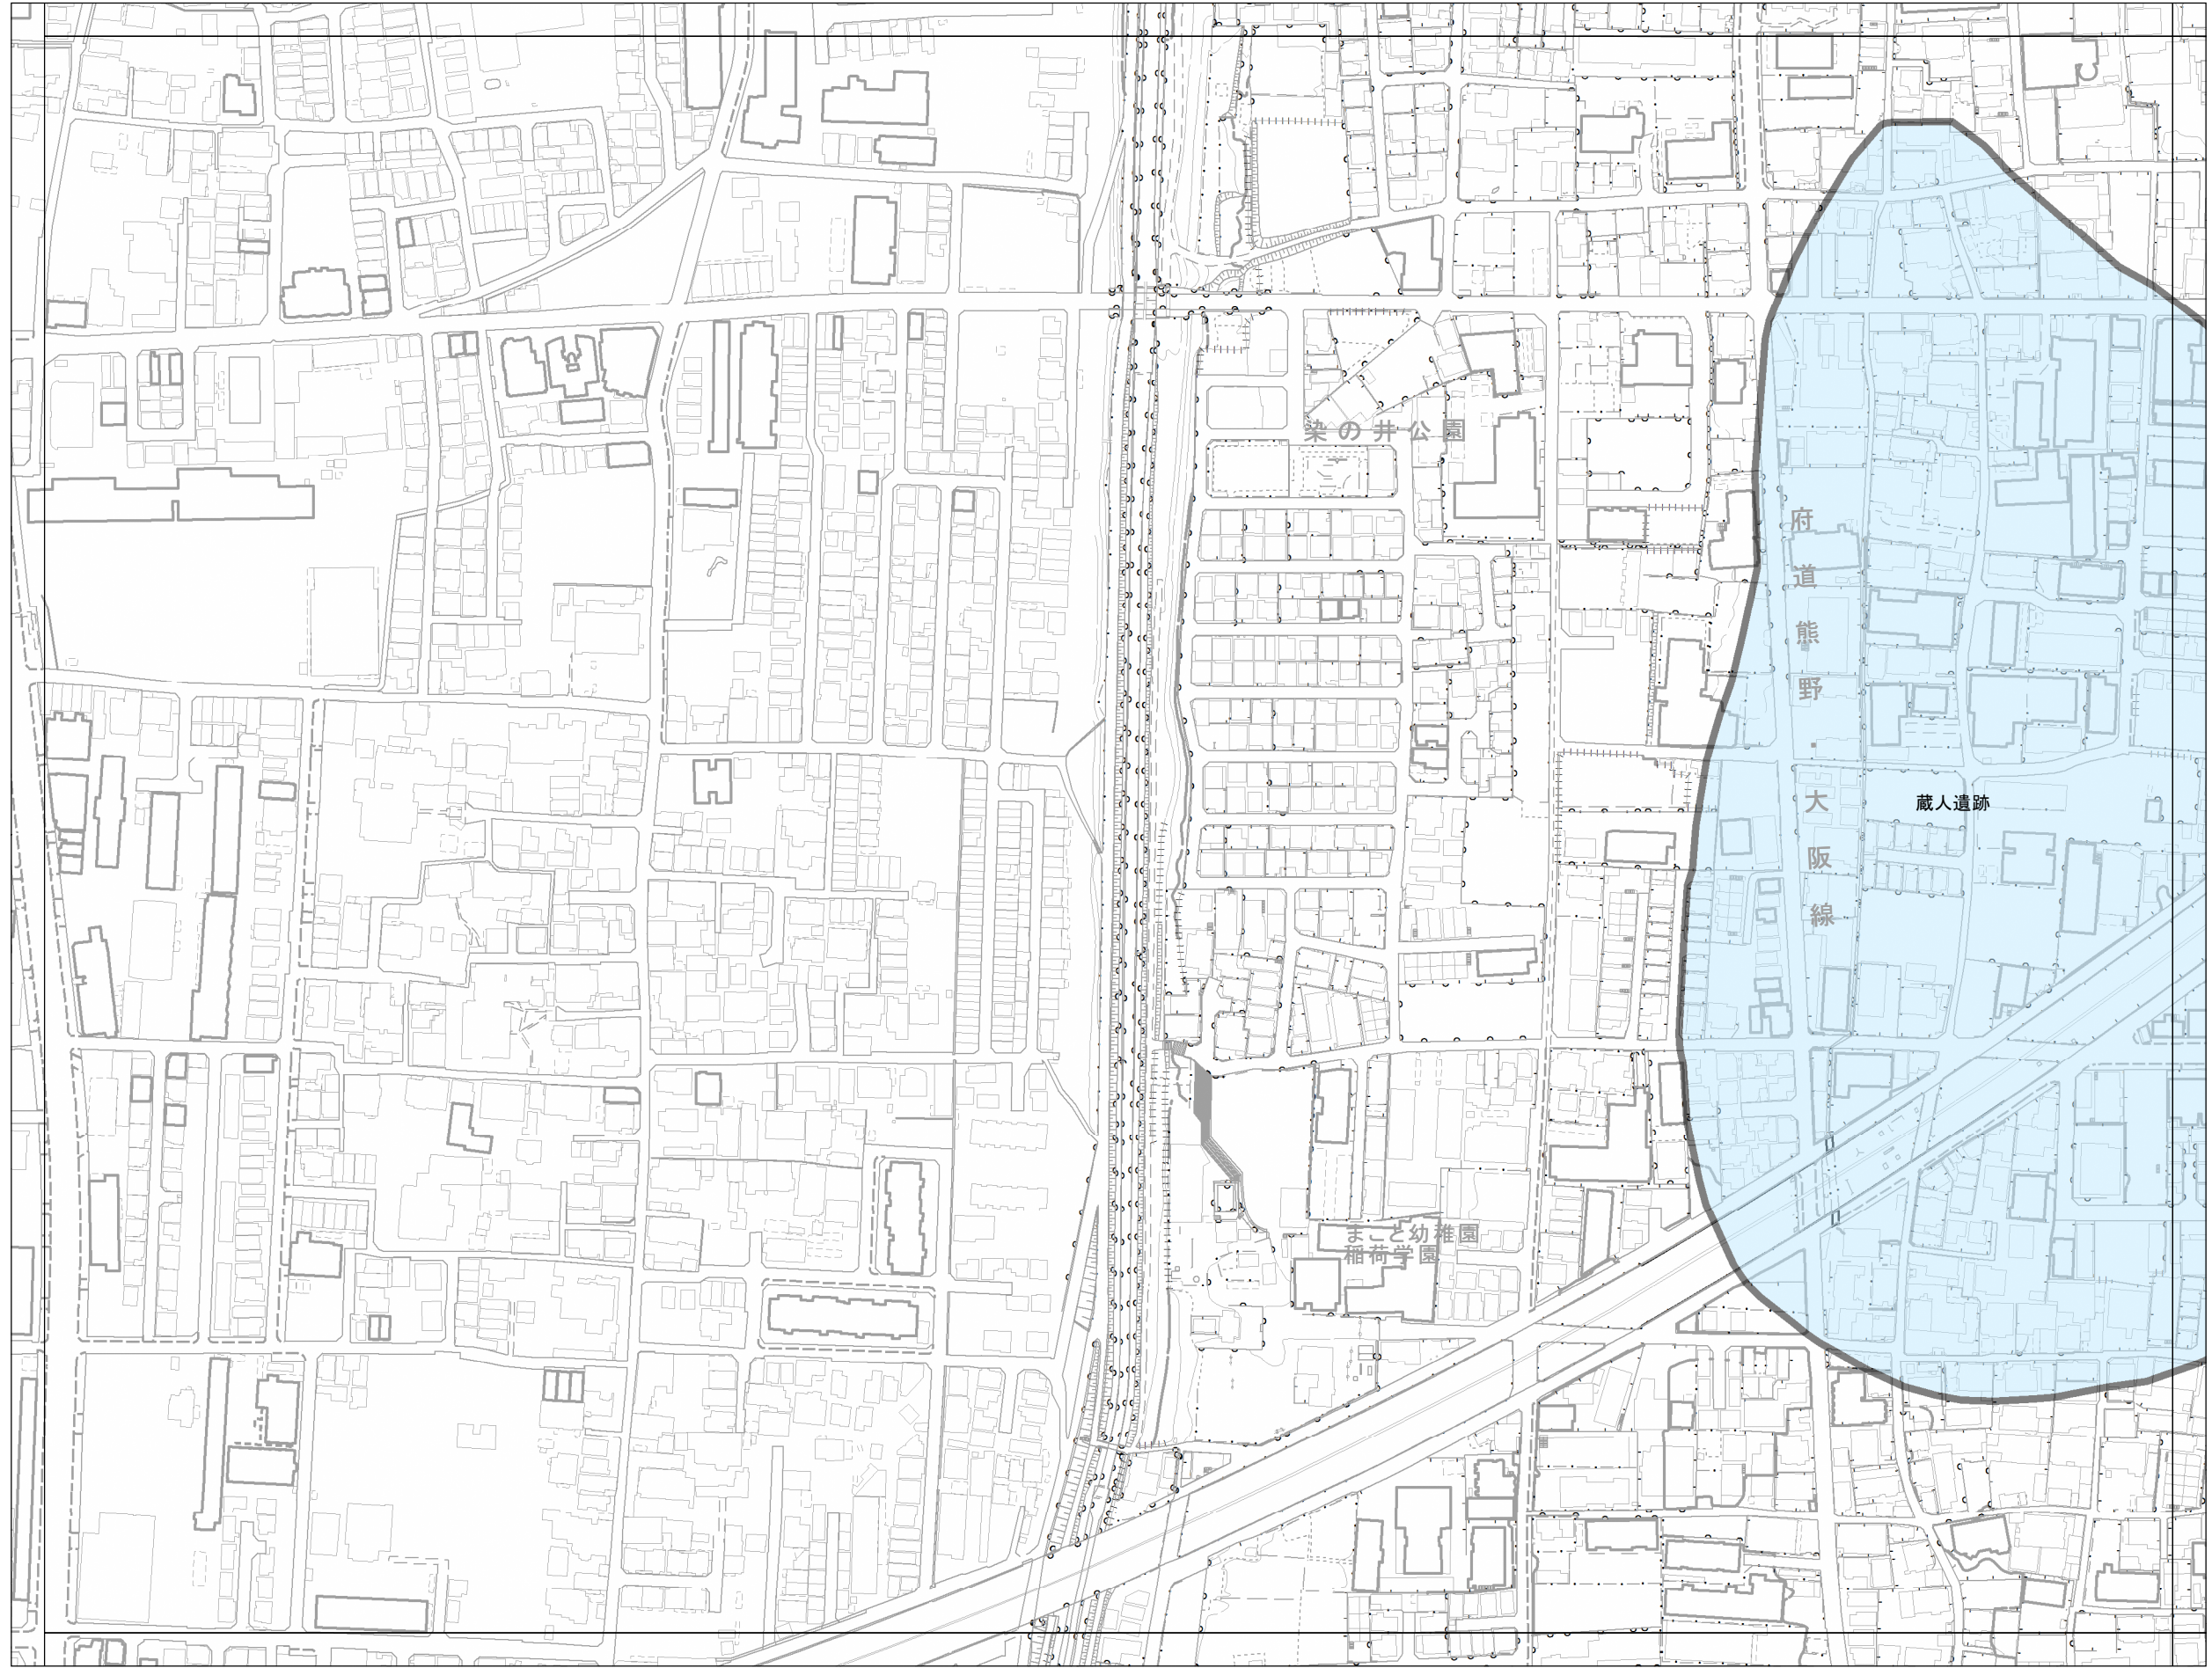 染の井公園
府道熊野大阪線
蔵人遺跡
まこと幼稚園
稲荷学園